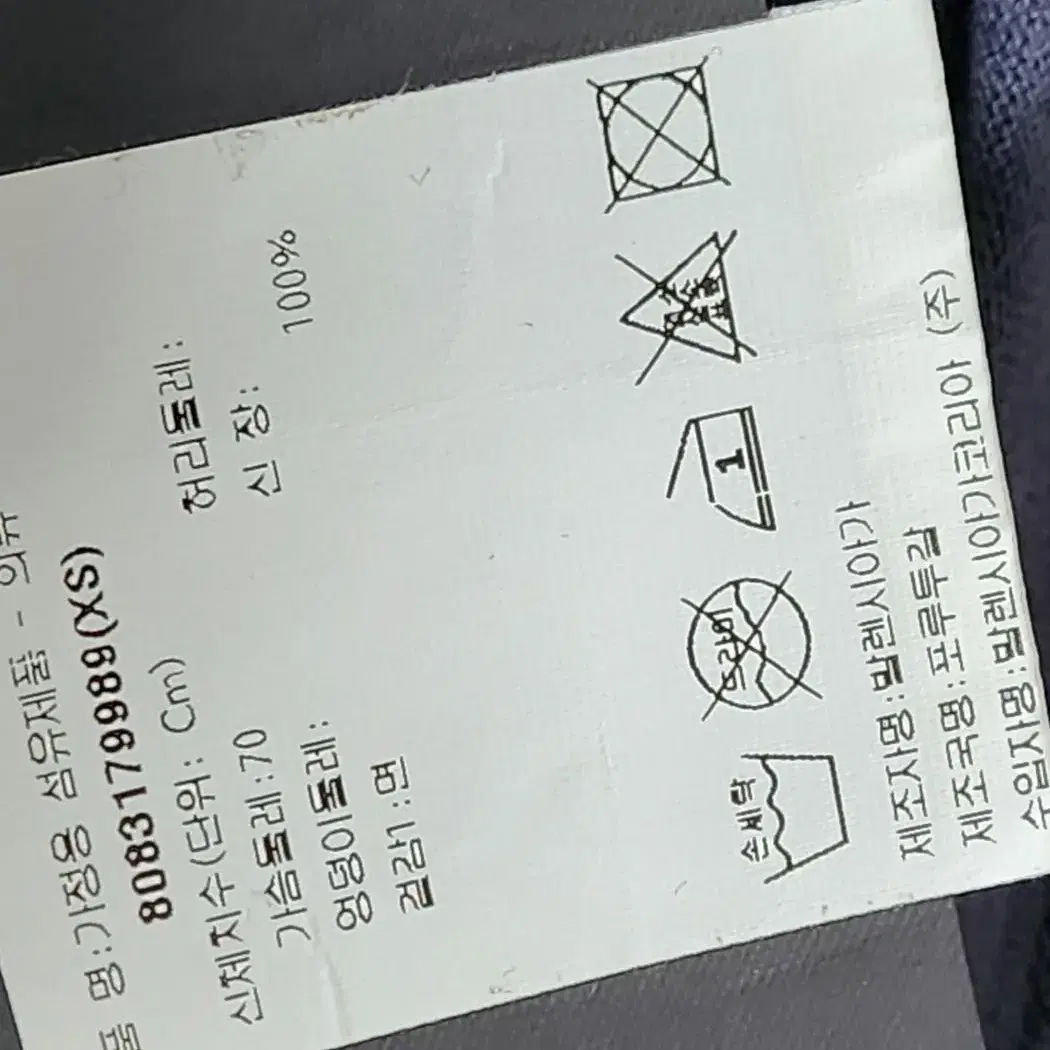 품 명:가정용 섬유제품 - 의류
8083179989(XS)
신체치수(단위: Cm)
가슴둘레:70 허리둘레:
엉덩이둘레: 신 장:
겉감1:면 100%
손세탁
드라이
1
제조자명:발렌시아가
제조국명:포루투갈
수입자명:발렌시아가코리아 (주)